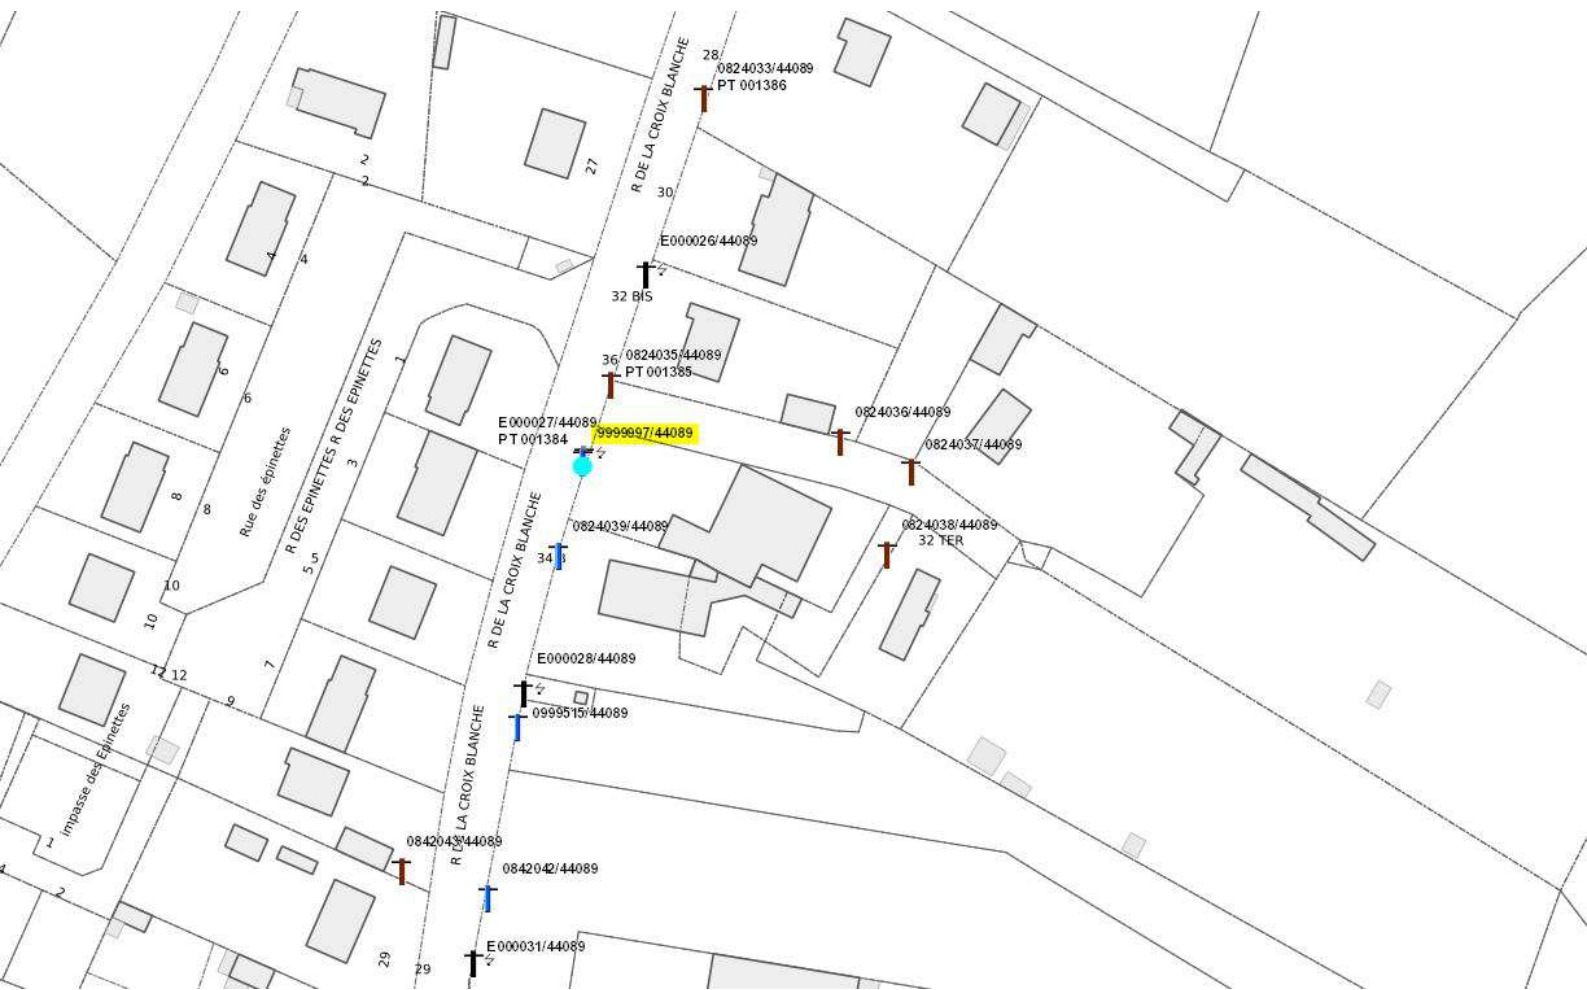 28
0824033/44089
PT 001386
R DE LA CROIX BLANCHE
2
2
27
30
E000026/44089
4
4
32 BIS
R DES EPINETTES
1
36
0824035/44089
PT 001385
6
6
E000027/44089
PT 001384
9999997/44089
0824036/44089
0824037/44089
Rue des épinettes
R DES EPINETTES
3
8
8
R DE LA CROIX BLANCHE
0824039/44089
0824038/44089
32 TER
5
5
10
10
E000028/44089
7
12
12
9
0999515/44089
impasse des Epinettes
R DE LA CROIX BLANCHE
1
0842043/44089
0842042/44089
4
2
E000031/44089
29
29